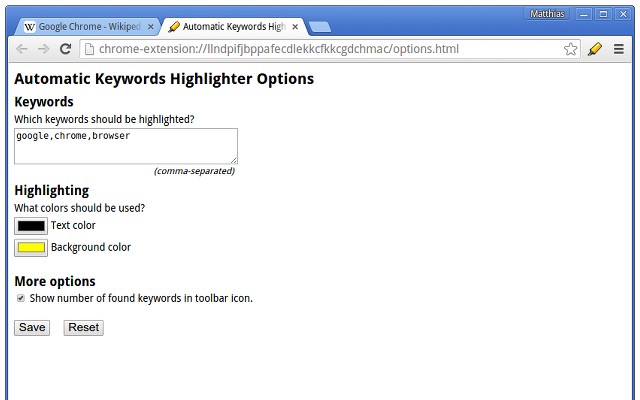 Matthias
Google Chrome - Wikiped
Automatic Keywords High
chrome-extension://llndpifjbppafecdlekkcfkkcgdchmac/options.html
Automatic Keywords Highlighter Options
Keywords
Which keywords should be highlighted?
google,chrome,browser
(comma-separated)
Highlighting
What colors should be used?
Text color
Background color
More options
Show number of found keywords in toolbar icon.
Save Reset